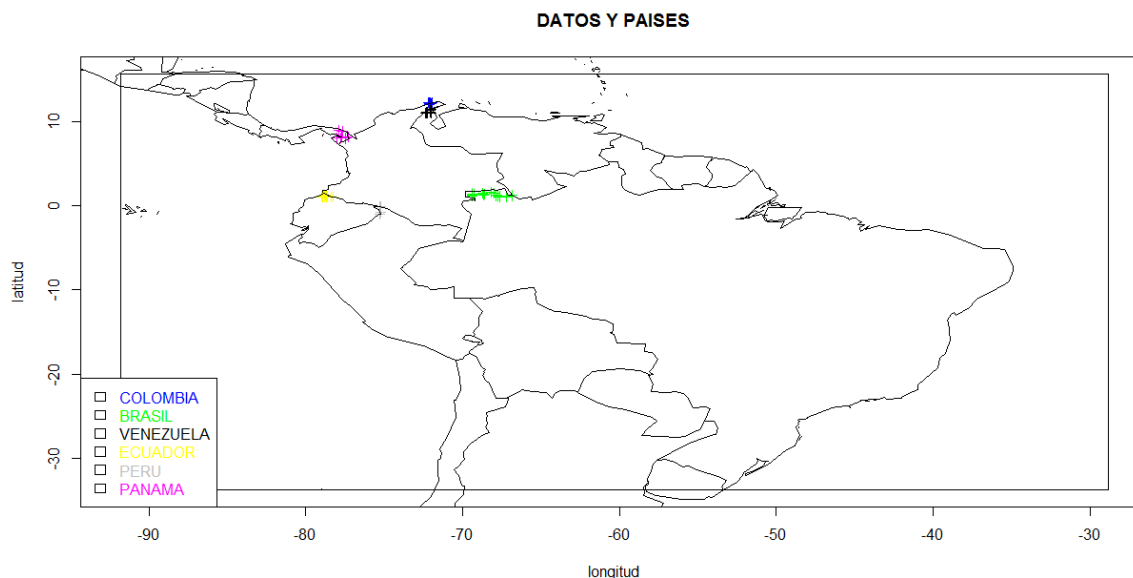 DATOS Y PAISES
latitud
10
0
-10
-20
-30
COLOMBIA
BRASIL
VENEZUELA
ECUADOR
PERU
PANAMA
-90 -80 -70 -60 -50 -40 -30
longitud